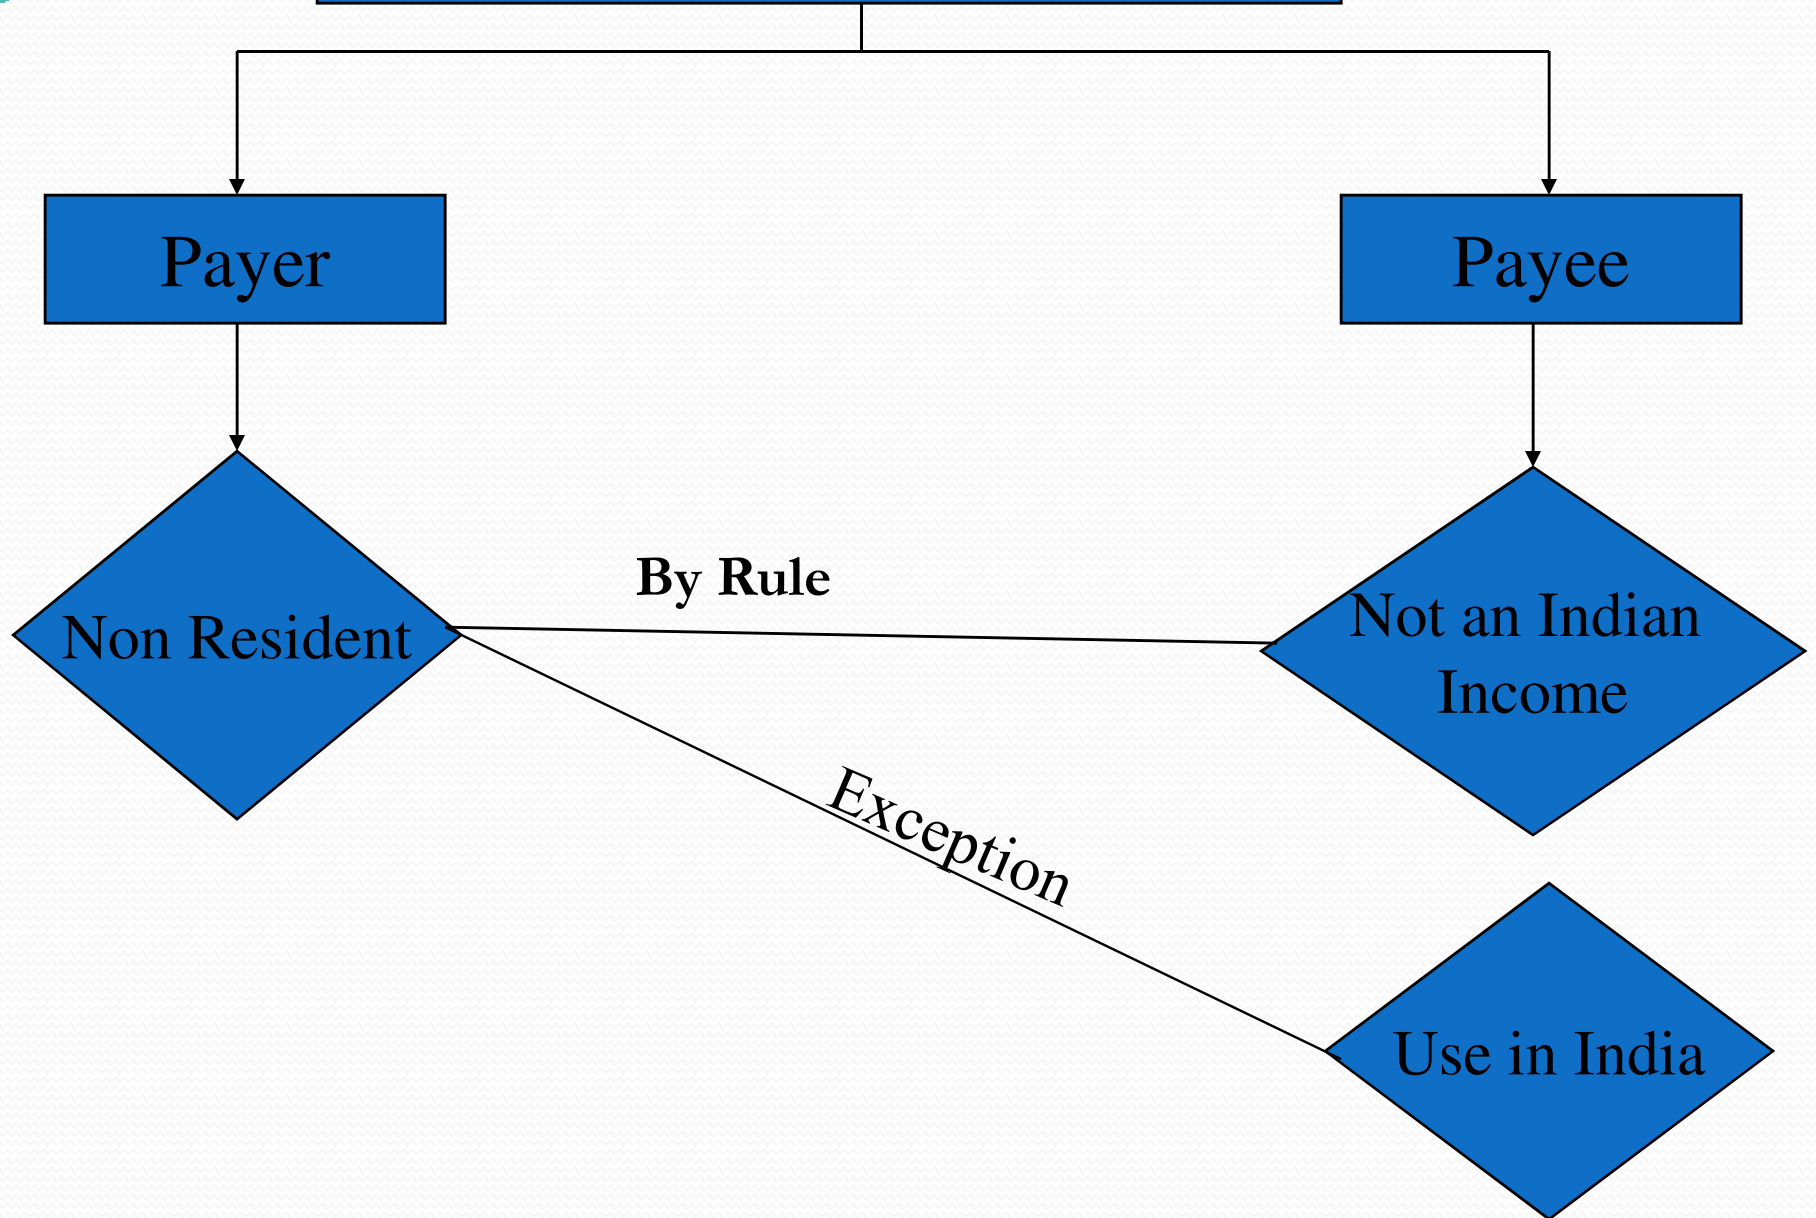 Payer
Payee
By Rule
Non Resident
Not an Indian
Income
Exception
Use in India